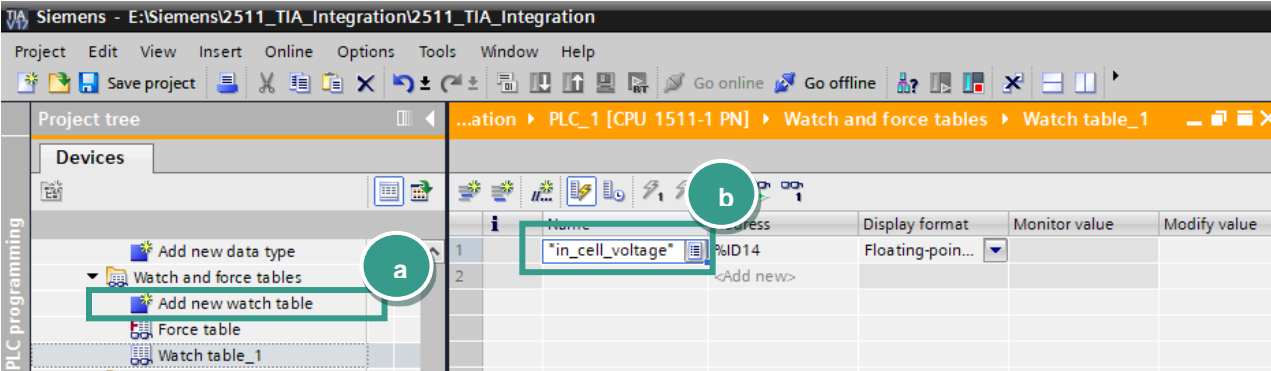 Siemens - E:\Siemens\2511_TIA_Integration\2511_TIA_Integration
Project Edit View Insert Online Options Tools Window Help
Save project Go online Go offline
Project tree
...ation PLC_1 [CPU 1511-1 PN] Watch and force tables Watch table_1
Devices
b
i Name Display format Monitor value Modify value
PLC programming
Add new data type
1 "in_cell_voltage" %ID14 Floating-poin...
a
Watch and force tables
2 <Add new>
Add new watch table
Force table
Watch table_1